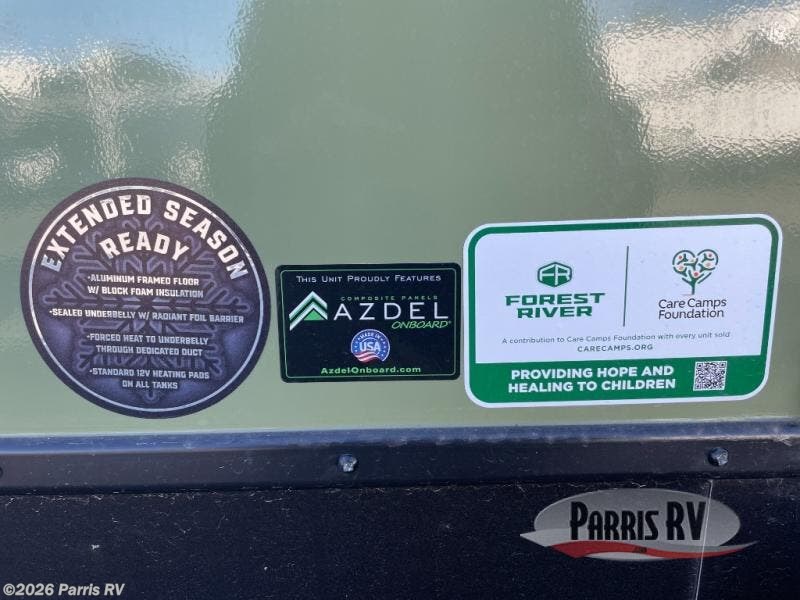 EXTENDED SEASON
READY
•ALUMINUM FRAMED FLOOR
W/ BLOCK FOAM INSULATION
•SEALED UNDERBELLY W/ RADIANT FOIL BARRIER
•FORCED HEAT TO UNDERBELLY
THROUGH DEDICATED DUCT
•STANDARD 12V HEATING PADS
ON ALL TANKS
THIS UNIT PROUDLY FEATURES
COMPOSITE PANELS
AZDEL
ONBOARD®
MADE IN
USA
AzdelOnboard.com
FR
FOREST
RIVER
Care Camps
Foundation
A contribution to Care Camps Foundation with every unit sold
CARECAMPS.ORG
PROVIDING HOPE AND
HEALING TO CHILDREN
PARRIS RV
©2026 Parris RV